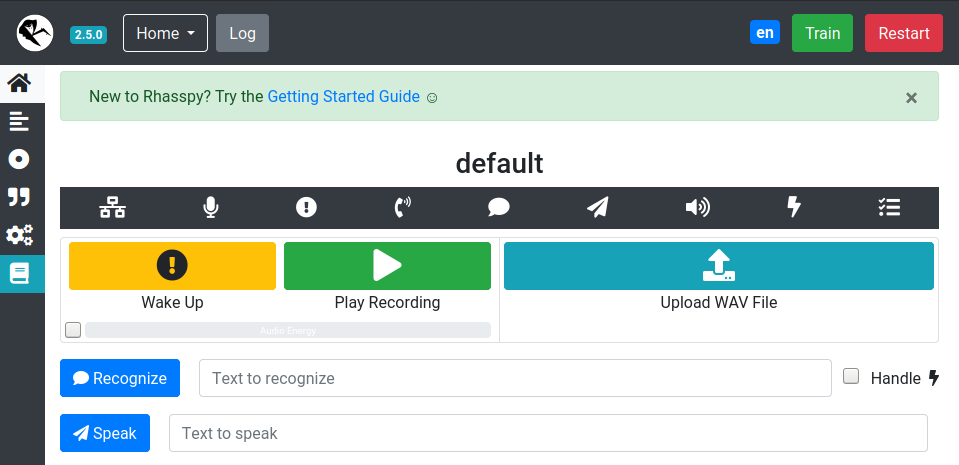 2.5.0 Home Log en Train Restart
New to Rhasspy? Try the Getting Started Guide ☺ ×
default
Wake Up Play Recording Upload WAV File
Audio Energy
Recognize Text to recognize Handle
Speak Text to speak